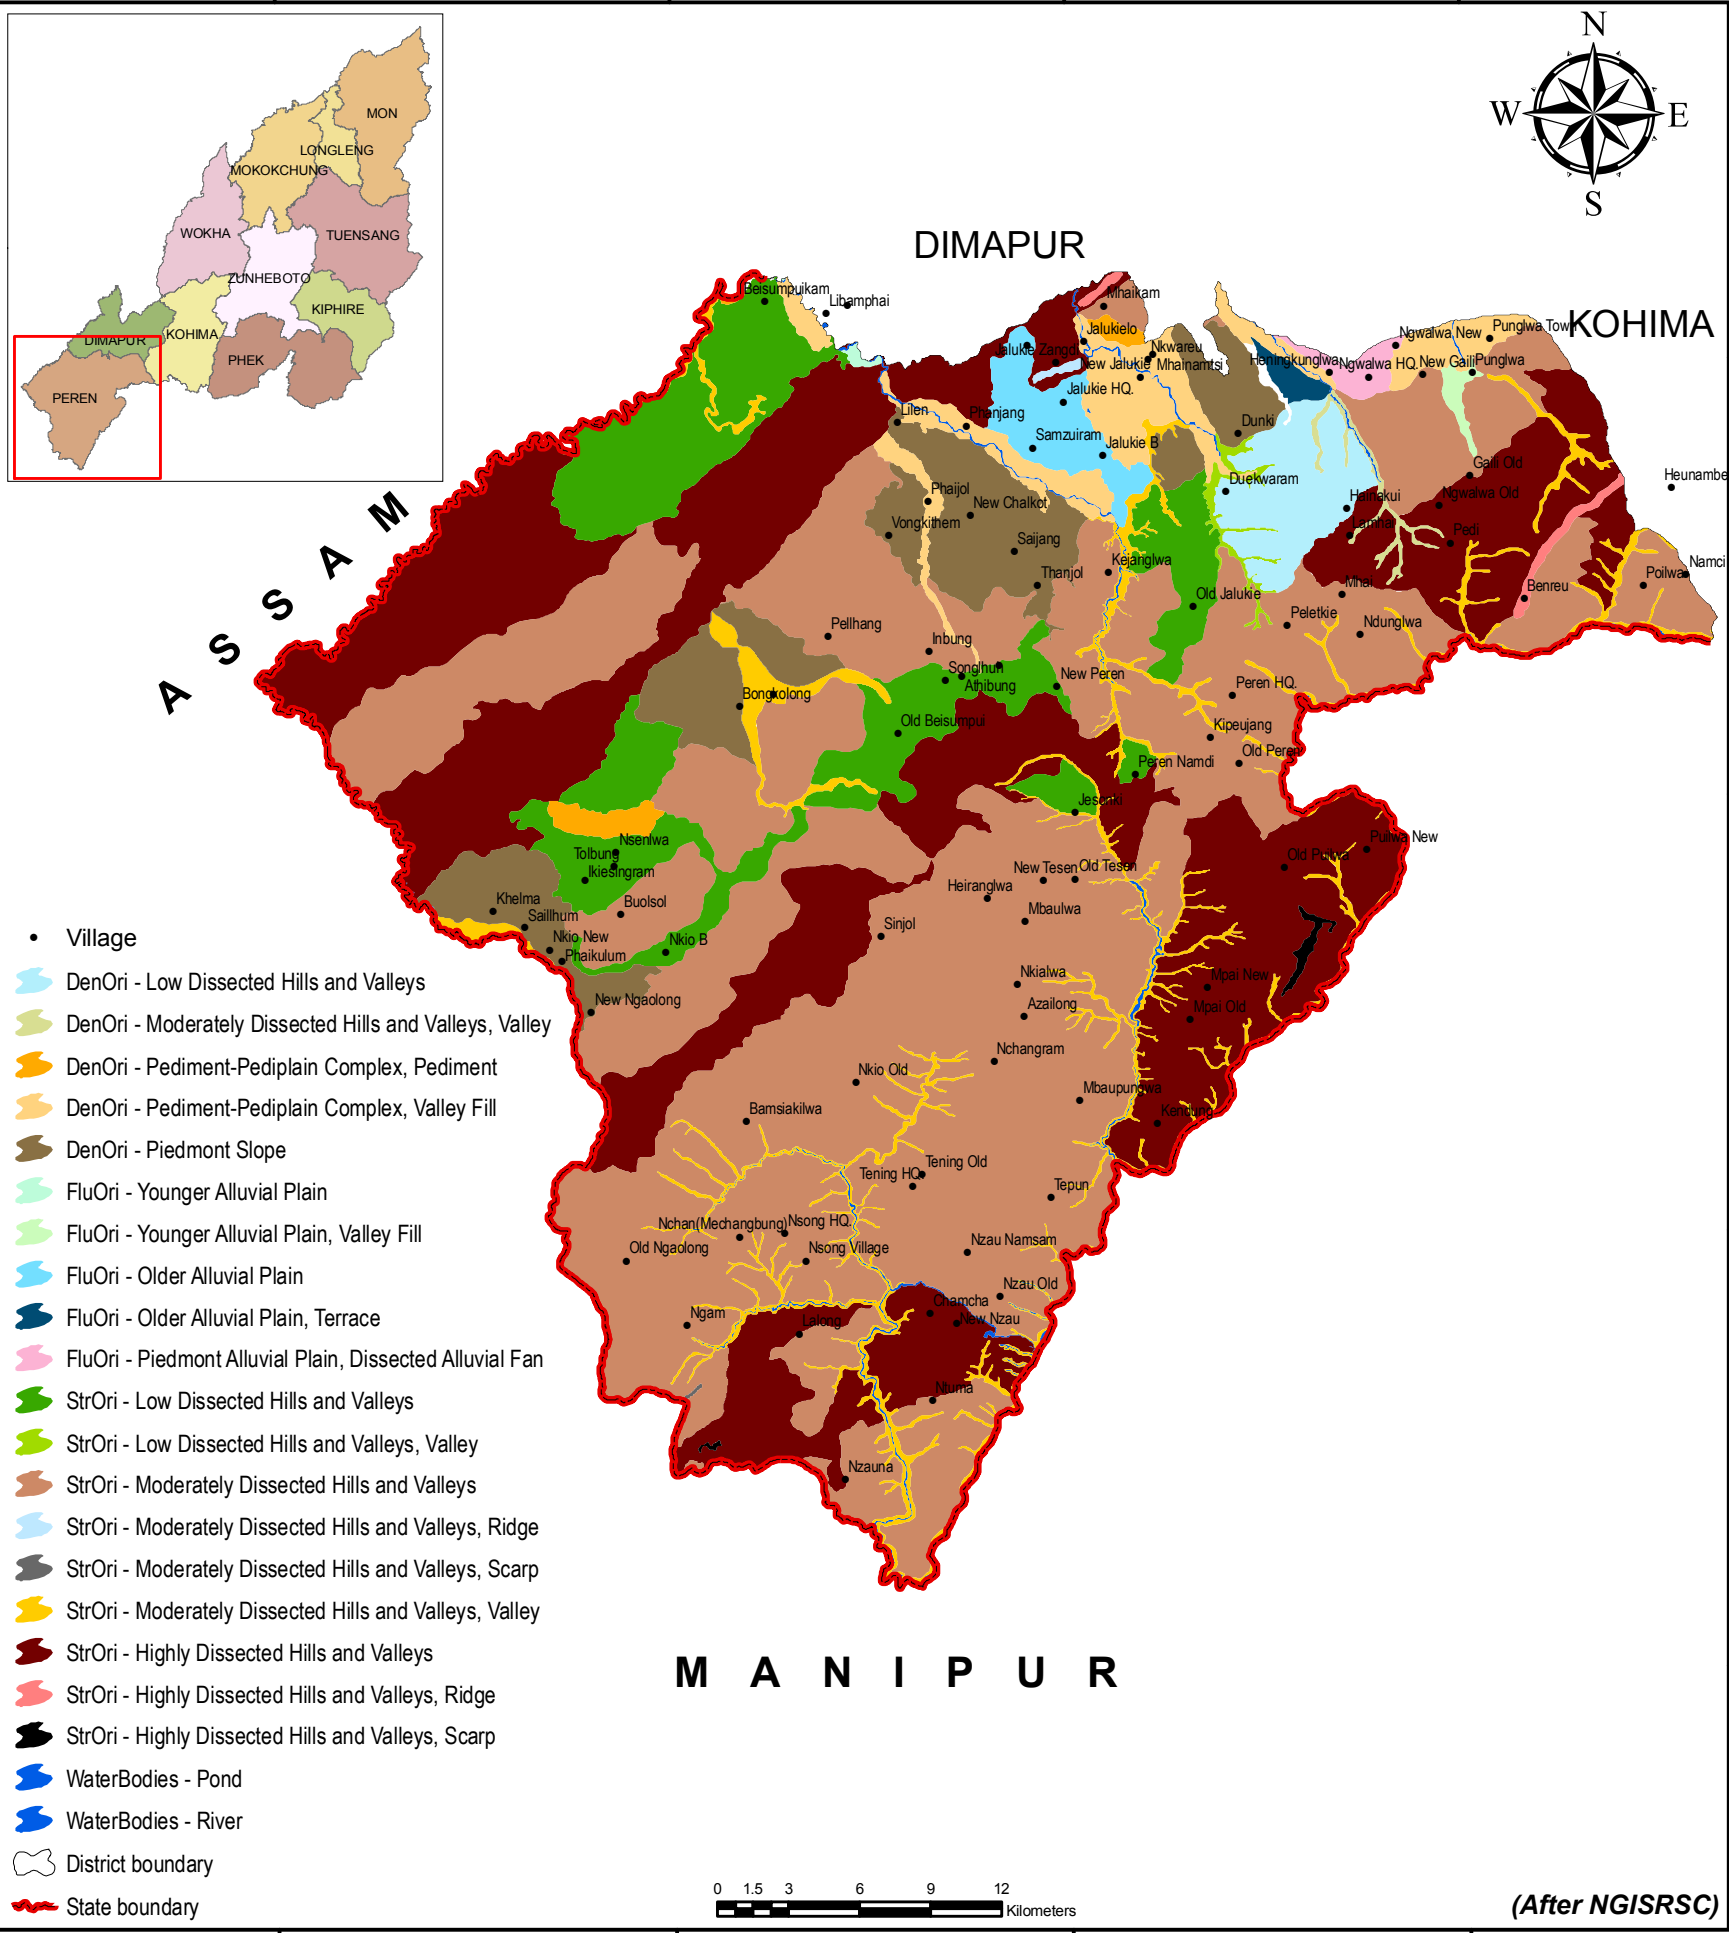 MON
LONGLENG
MOKOKCHUNG
WOKHA
TUENSANG
ZUNHEBOTO
KIPHIRE
KOHIMA
DIMAPUR
PHEK
PEREN
N
W
E
S
DIMAPUR
KOHIMA
A S S A M
M A N I P U R
Beisumpuikam
Libamphai
Mhaikam
Jalukielo
Jalukie Zangdi
Nkwareu
New Jalukie
Mhainamtsi
Jalukie HQ.
Heningkunglwa
Ngwalwa HQ.
Ngwalwa New
Punglwa Town
New Gaili
Punglwa
Lilen
Phanjang
Samzuiram
Jalukie B
Dunki
Duekwaram
Gaili Old
Heunambe
Phaijol
New Chalkot
Vongkithem
Saijang
Hainakui
Ngwalwa Old
Lamhai
Pedi
Thanjol
Kejanglwa
Old Jalukie
Mhai
Benreu
Poilwa
Namci
Pellhang
Inbung
Peletkie
Ndunglwa
Songlhun
Athibung
New Peren
Peren HQ.
Bongkolong
Old Beisumpui
Kipeujang
Old Peren
Peren Namdi
Jesonki
Nsenlwa
Tolbung
Ikiesingram
Puilwa New
Old Puilwa
New Tesen
Old Tesen
Heiranglwa
Khelma
Buolsol
Mbaulwa
Saillhum
Sinjol
Nkio New
Nkio B
Phaikulum
Nkialwa
Mpai New
New Ngaolong
Azailong
Mpai Old
Nchangram
Nkio Old
Mbaupungwa
Bamsiakilwa
Kendung
Tening Old
Tening HQ.
Tepun
Nchan(Mechangbung)
Nsong HQ.
Old Ngaolong
Nsong Village
Nzau Namsam
Nzau Old
Ngam
Lalong
Chamcha
New Nzau
Ntuma
Nzauna
Village
DenOri - Low Dissected Hills and Valleys
DenOri - Moderately Dissected Hills and Valleys, Valley
DenOri - Pediment-Pediplain Complex, Pediment
DenOri - Pediment-Pediplain Complex, Valley Fill
DenOri - Piedmont Slope
FluOri - Younger Alluvial Plain
FluOri - Younger Alluvial Plain, Valley Fill
FluOri - Older Alluvial Plain
FluOri - Older Alluvial Plain, Terrace
FluOri - Piedmont Alluvial Plain, Dissected Alluvial Fan
StrOri - Low Dissected Hills and Valleys
StrOri - Low Dissected Hills and Valleys, Valley
StrOri - Moderately Dissected Hills and Valleys
StrOri - Moderately Dissected Hills and Valleys, Ridge
StrOri - Moderately Dissected Hills and Valleys, Scarp
StrOri - Moderately Dissected Hills and Valleys, Valley
StrOri - Highly Dissected Hills and Valleys
StrOri - Highly Dissected Hills and Valleys, Ridge
StrOri - Highly Dissected Hills and Valleys, Scarp
WaterBodies - Pond
WaterBodies - River
District boundary
State boundary
0 1.5 3 6 9 12
Kilometers
(After NGISRSC)